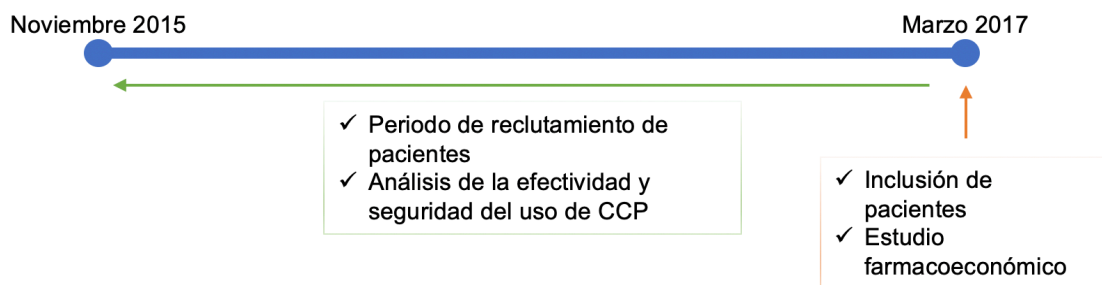 Noviembre 2015
Marzo 2017
✓ Periodo de reclutamiento de
pacientes
✓ Análisis de la efectividad y
seguridad del uso de CCP
✓ Inclusión de
pacientes
✓ Estudio
farmacoeconómico